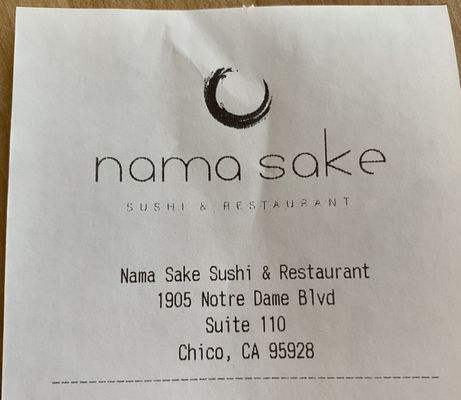 nama sake
SUSHI & RESTAURANT
Nama Sake Sushi & Restaurant
1905 Notre Dame Blvd
Suite 110
Chico, CA 95928